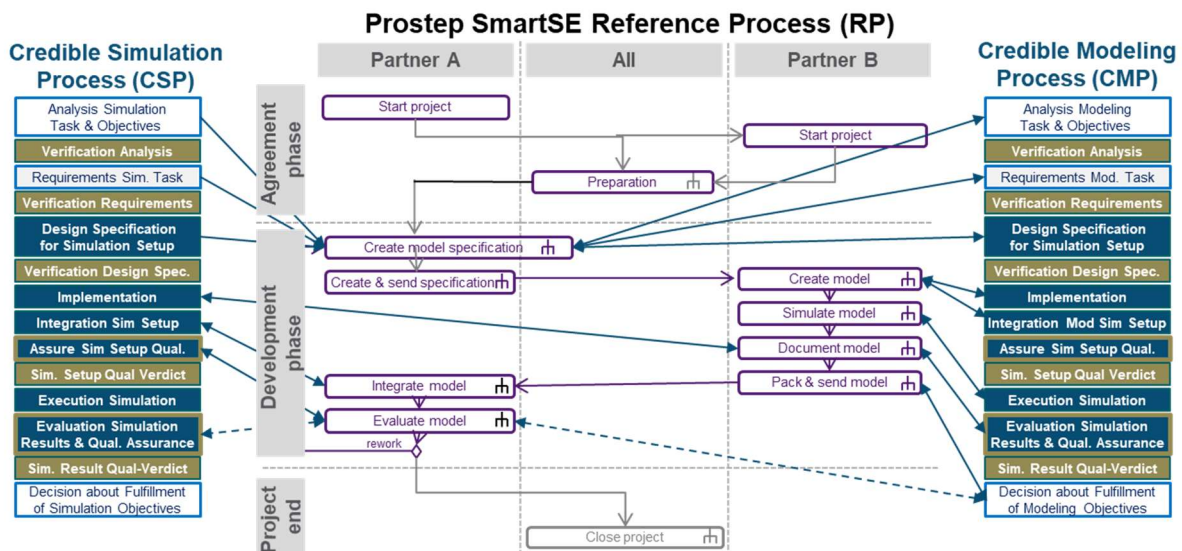 Prostep SmartSE Reference Process (RP)
Credible Simulation
Process (CSP)
Analysis Simulation
Task & Objectives
Verification Analysis
Requirements Sim. Task
Verification Requirements
Design Specification
for Simulation Setup
Verification Design Spec.
Implementation
Integration Sim Setup
Assure Sim Setup Qual.
Sim. Setup Qual Verdict
Execution Simulation
Evaluation Simulation
Results & Qual. Assurance
Sim. Result Qual-Verdict
Decision about Fulfillment
of Simulation Objectives
Partner A
All
Partner B
Agreement
phase
Start project
Start project
Preparation
Development
phase
Create model specification
Create & send specification
Create model
Simulate model
Document model
Integrate model
Pack & send model
Evaluate model
rework
Project
end
Close project
Credible Modeling
Process (CMP)
Analysis Modeling
Task & Objectives
Verification Analysis
Requirements Mod. Task
Verification Requirements
Design Specification
for Simulation Setup
Verification Design Spec.
Implementation
Integration Mod Sim Setup
Assure Sim Setup Qual.
Sim. Setup Qual Verdict
Execution Simulation
Evaluation Simulation
Results & Qual. Assurance
Sim. Result Qual-Verdict
Decision about Fulfillment
of Modeling Objectives